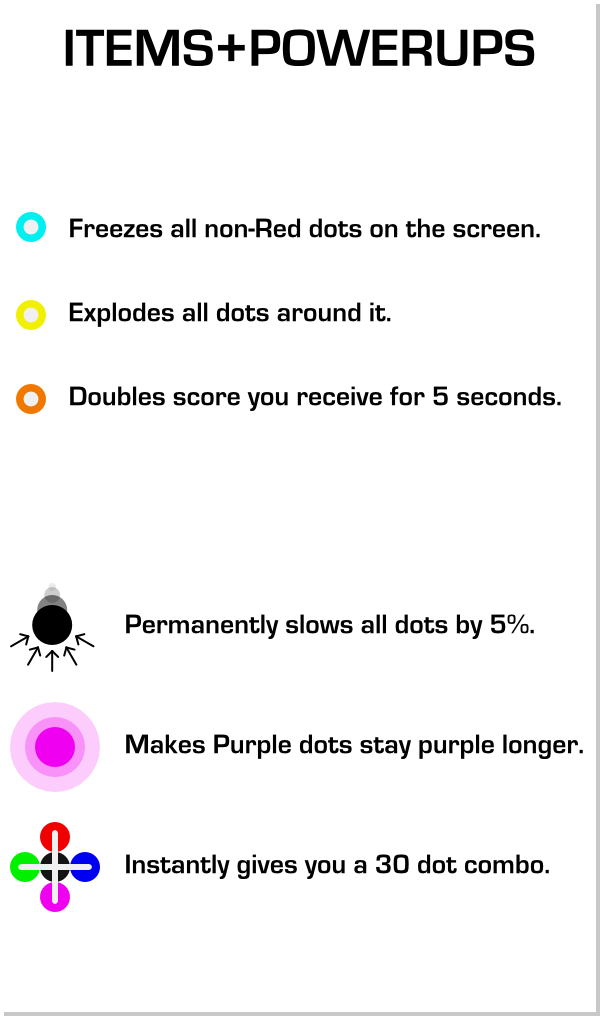 ITEMS+POWERUPS
Freezes all non-Red dots on the screen.
Explodes all dots around it.
Doubles score you receive for 5 seconds.
Permanently slows all dots by 5%.
Makes Purple dots stay purple longer.
Instantly gives you a 30 dot combo.